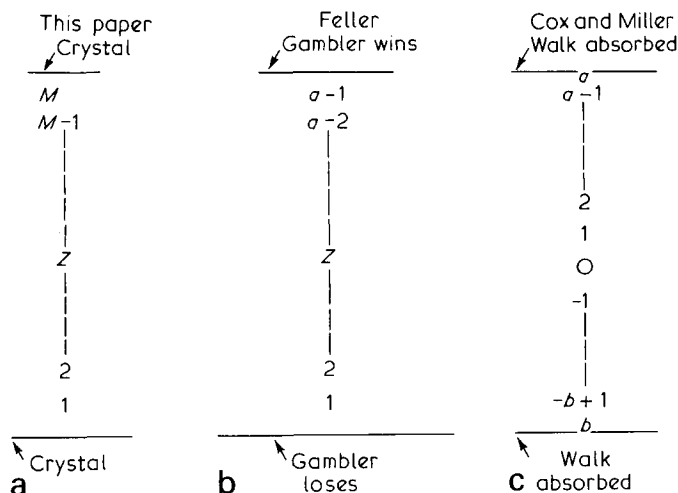 This paper
Crystal
M
M-1
Z
2
1
Crystal
a
Feller
Gambler wins
a-1
a-2
Z
2
1
Gambler
loses
b
Cox and Miller
Walk absorbed
a
a-1
2
1
O
-1
-b+1
b
Walk
absorbed
c